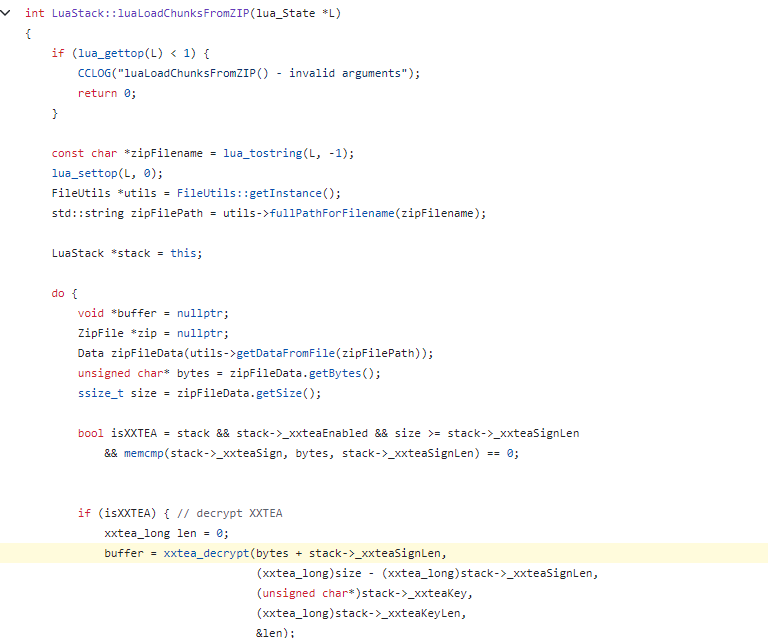 int LuaStack::luaLoadChunksFromZIP(lua_State *L)
{
if (lua_gettop(L) < 1) {
CCLOG("luaLoadChunksFromZIP() - invalid arguments");
return 0;
}
const char *zipFilename = lua_tostring(L, -1);
lua_settop(L, 0);
FileUtils *utils = FileUtils::getInstance();
std::string zipFilePath = utils->fullPathForFilename(zipFilename);
LuaStack *stack = this;
do {
void *buffer = nullptr;
ZipFile *zip = nullptr;
Data zipFileData(utils->getDataFromFile(zipFilePath));
unsigned char* bytes = zipFileData.getBytes();
ssize_t size = zipFileData.getSize();
bool isXXTEA = stack && stack->_xxteaEnabled && size >= stack->_xxteaSignLen
&& memcmp(stack->_xxteaSign, bytes, stack->_xxteaSignLen) == 0;
if (isXXTEA) { // decrypt XXTEA
xxtea_long len = 0;
buffer = xxtea_decrypt(bytes + stack->_xxteaSignLen,
(xxtea_long)size - (xxtea_long)stack->_xxteaSignLen,
(unsigned char*)stack->_xxteaKey,
(xxtea_long)stack->_xxteaKeyLen,
&len);